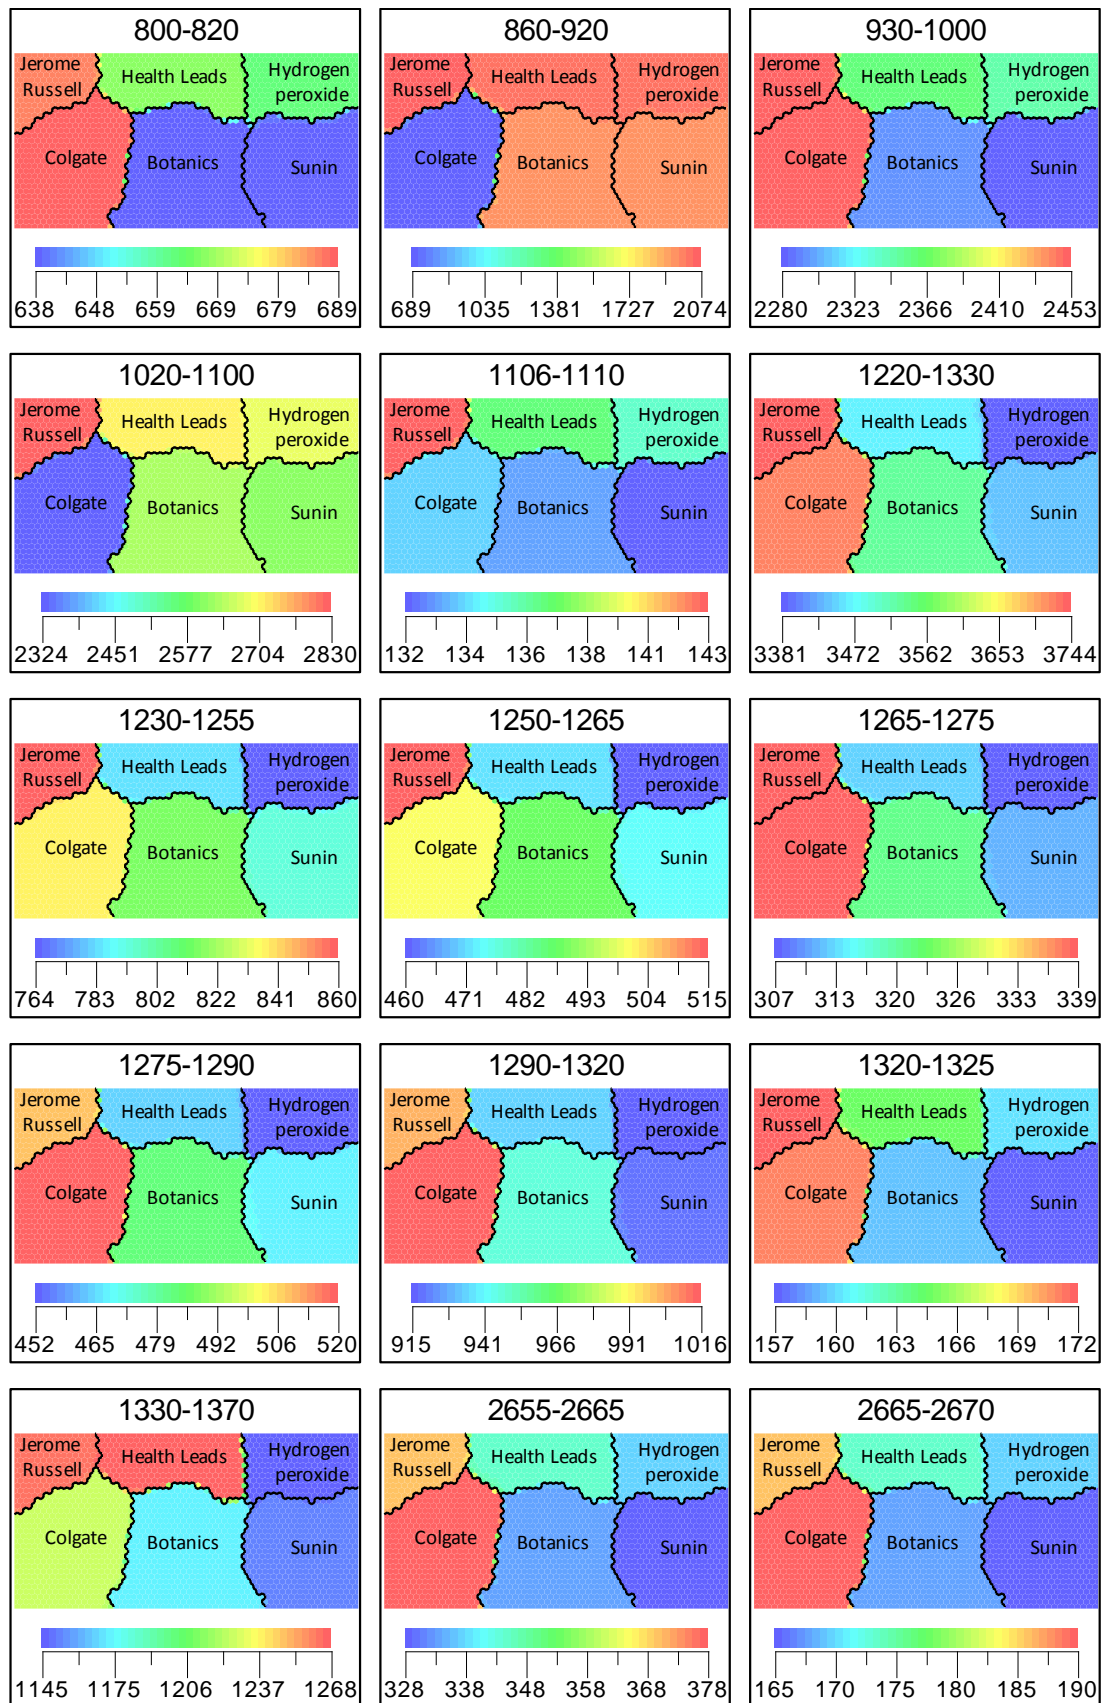 800-820
Jerome
Russell
Health Leads
Hydrogen
peroxide
Colgate
Botanics
Sunin
638 648 659 669 679 689
860-920
Jerome
Russell
Health Leads
Hydrogen
peroxide
Colgate
Botanics
Sunin
689 1035 1381 1727 2074
930-1000
Jerome
Russell
Health Leads
Hydrogen
peroxide
Colgate
Botanics
Sunin
2280 2323 2366 2410 2453
1020-1100
Jerome
Russell
Health Leads
Hydrogen
peroxide
Colgate
Botanics
Sunin
2324 2451 2577 2704 2830
1106-1110
Jerome
Russell
Health Leads
Hydrogen
peroxide
Colgate
Botanics
Sunin
132 134 136 138 141 143
1220-1330
Jerome
Russell
Health Leads
Hydrogen
peroxide
Colgate
Botanics
Sunin
3381 3472 3562 3653 3744
1230-1255
Jerome
Russell
Health Leads
Hydrogen
peroxide
Colgate
Botanics
Sunin
764 783 802 822 841 860
1250-1265
Jerome
Russell
Health Leads
Hydrogen
peroxide
Colgate
Botanics
Sunin
460 471 482 493 504 515
1265-1275
Jerome
Russell
Health Leads
Hydrogen
peroxide
Colgate
Botanics
Sunin
307 313 320 326 333 339
1275-1290
Jerome
Russell
Health Leads
Hydrogen
peroxide
Colgate
Botanics
Sunin
452 465 479 492 506 520
1290-1320
Jerome
Russell
Health Leads
Hydrogen
peroxide
Colgate
Botanics
Sunin
915 941 966 991 1016
1320-1325
Jerome
Russell
Health Leads
Hydrogen
peroxide
Colgate
Botanics
Sunin
157 160 163 166 169 172
1330-1370
Jerome
Russell
Health Leads
Hydrogen
peroxide
Colgate
Botanics
Sunin
1145 1175 1206 1237 1268
2655-2665
Jerome
Russell
Health Leads
Hydrogen
peroxide
Colgate
Botanics
Sunin
328 338 348 358 368 378
2665-2670
Jerome
Russell
Health Leads
Hydrogen
peroxide
Colgate
Botanics
Sunin
165 170 175 180 185 190